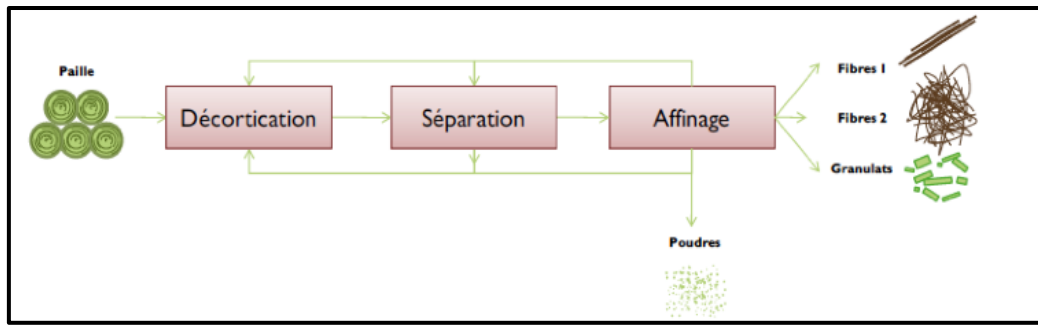 Paille
Décortication
Séparation
Affinage
Fibres 1
Fibres 2
Granulats
Poudres